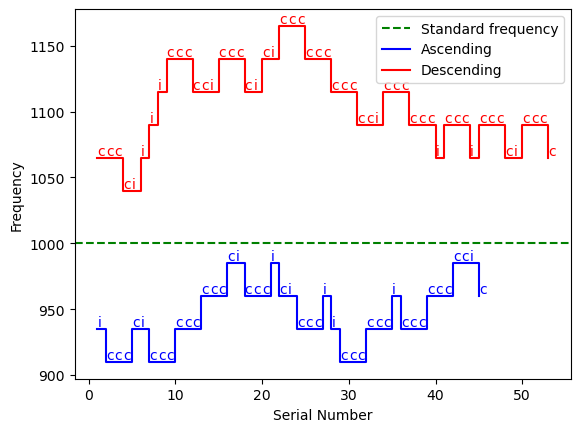 ccc
Standard frequency
Ascending
Descending
1150
ccc ccc ci ccc
i cci ci ccc ccc
1100
i cci ccc ccc ccc ccc
ccc i i i ci c
1050
ci
1000
ci i cci
950
ccc ccc ci i i ccc c
i ci ccc ccc i ccc ccc
ccc ccc ccc
900
0 10 20 30 40 50
Serial Number
Frequency